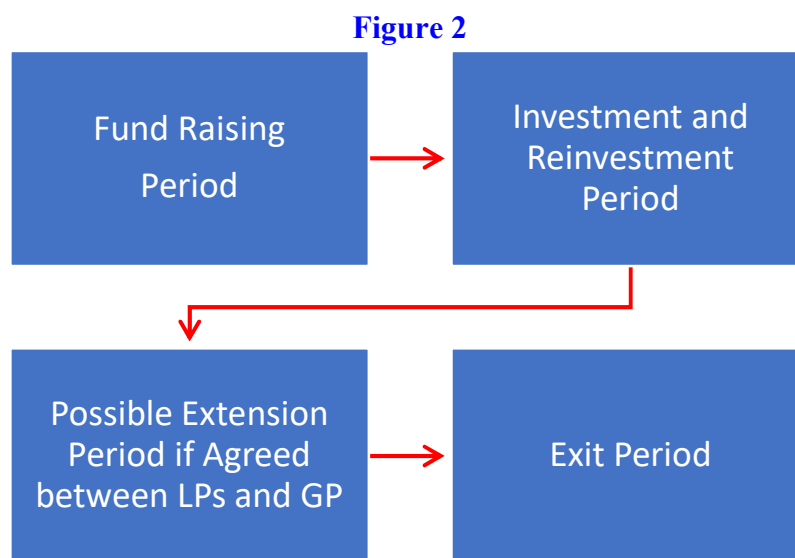 Figure 2
Fund Raising
Period
Investment and
Reinvestment
Period
Possible Extension
Period if Agreed
between LPs and GP
Exit Period